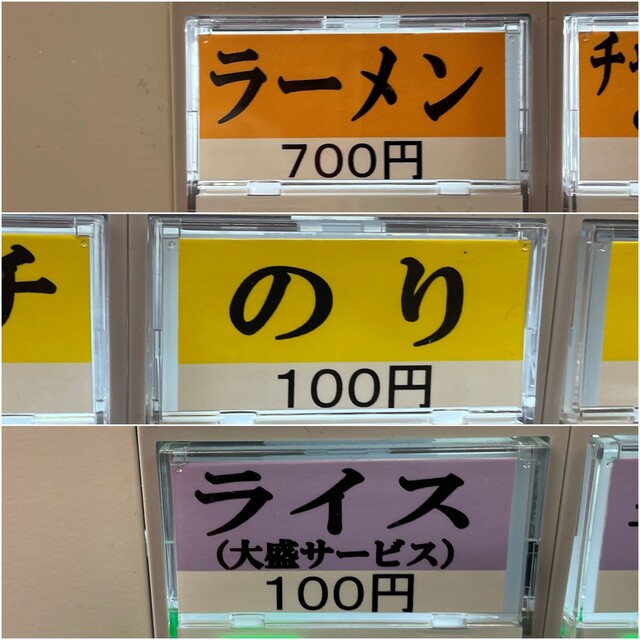 ラーメン
700円
のり
100円
ライス
(大盛サービス)
100円